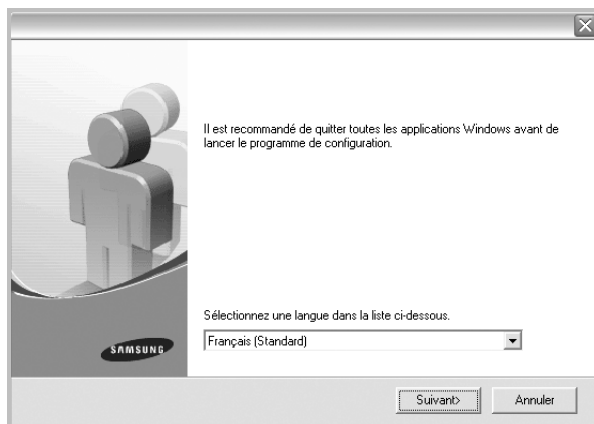 Il est recommandé de quitter toutes les applications Windows avant de
lancer le programme de configuration.
Sélectionnez une langue dans la liste ci-dessous.
Français (Standard)
SAMSUNG
Suivant>
Annuler